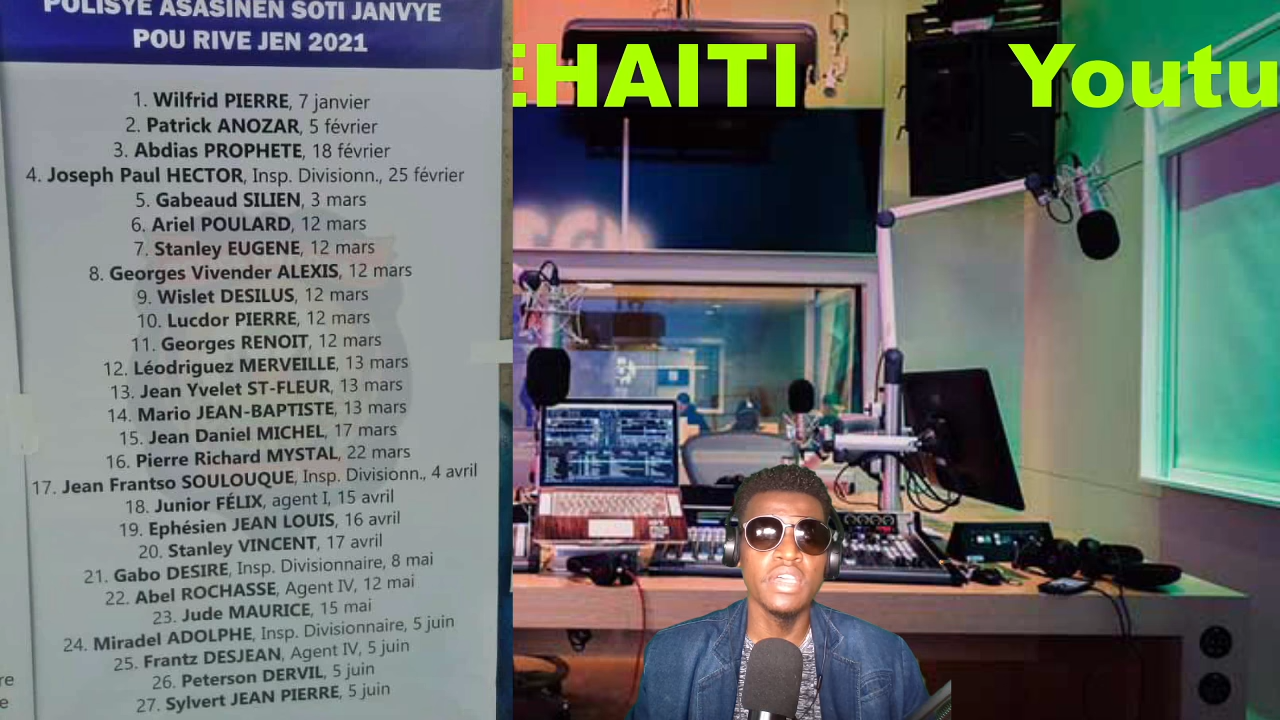 POLISYE ASASINEN SOTI JANVYE
POU RIVE JEN 2021
1. Wilfrid PIERRE, 7 janvier
2. Patrick ANOZAR, 5 février
3. Abdias PROPHETE, 18 février
4. Joseph Paul HECTOR, Insp. Divisionn., 25 février
5. Gabeaud SILIEN, 3 mars
6. Ariel POULARD, 12 mars
7. Stanley EUGENE, 12 mars
8. Georges Vivender ALEXIS, 12 mars
9. Wislet DESILUS, 12 mars
10. Lucdor PIERRE, 12 mars
11. Georges RENOIT, 12 mars
12. Léodriguez MERVEILLE, 13 mars
13. Jean Yvelet ST-FLEUR, 13 mars
14. Mario JEAN-BAPTISTE, 13 mars
15. Jean Daniel MICHEL, 17 mars
16. Pierre Richard MYSTAL, 22 mars
17. Jean Frantso SOULOUQUE, Insp. Divisionn., 4 avril
18. Junior FÉLIX, agent I, 15 avril
19. Ephésien JEAN LOUIS, 16 avril
20. Stanley VINCENT, 17 avril
21. Gabo DESIRE, Insp. Divisionnaire, 8 mai
22. Abel ROCHASSE, Agent IV, 12 mai
23. Jude MAURICE, 15 mai
24. Miradel ADOLPHE, Insp. Divisionnaire, 5 juin
25. Frantz DESJEAN, Agent IV, 5 juin
26. Peterson DERVIL, 5 juin
27. Sylvert JEAN PIERRE, 5 juin
re
e
EHAITI Youtu